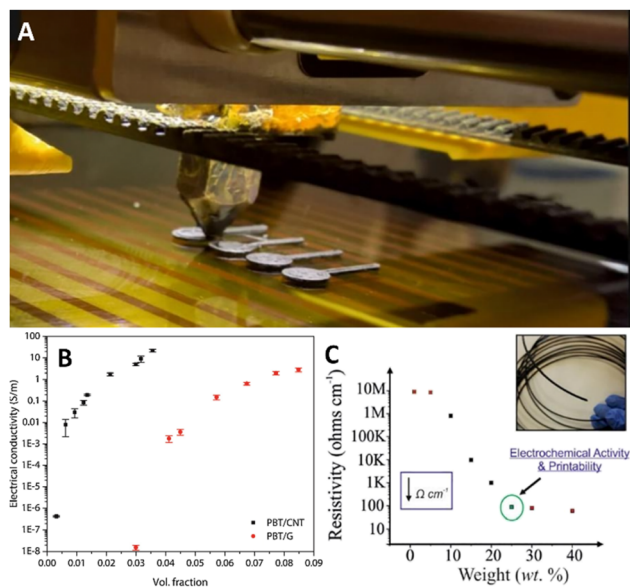 A
B
Electrical conductivity (S/m)
100
10
1
0.1
0.01
1E-3
1E-4
1E-5
1E-6
1E-7
1E-8
PBT/CNT
PBT/G
0.00 0.01 0.02 0.03 0.04 0.05 0.06 0.07 0.08 0.09
Vol. fraction
C
Resistivity (ohms cm⁻¹)
10M
1M
100K
10K
1K
100
10
Electrochemical Activity
& Printability
Ω cm⁻¹
0 10 20 30 40
Weight (wt. %)